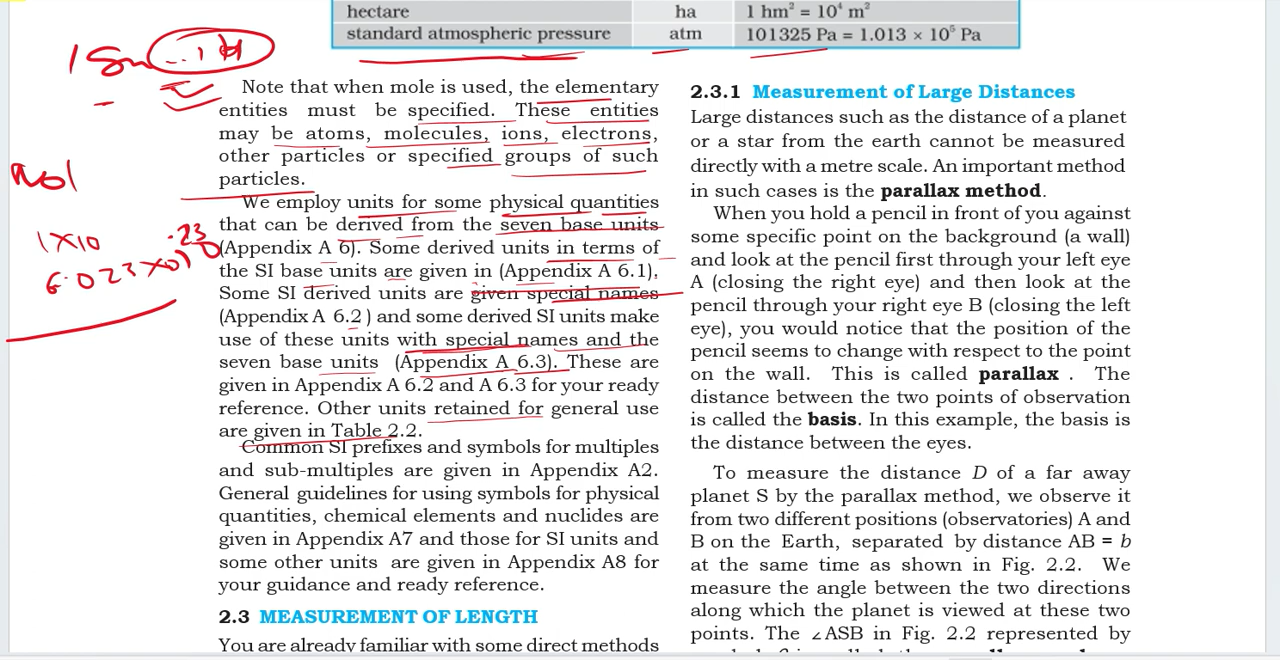 hectare ha 1 hm² = 10⁴ m²
standard atmospheric pressure atm 101325 Pa = 1.013 × 10⁵ Pa
Note that when mole is used, the elementary
entities must be specified. These entities
may be atoms, molecules, ions, electrons,
other particles or specified groups of such
particles.
We employ units for some physical quantities
that can be derived from the seven base units
(Appendix A 6). Some derived units in terms of
the SI base units are given in (Appendix A 6.1),
Some SI derived units are given special names
(Appendix A 6.2 ) and some derived SI units make
use of these units with special names and the
seven base units (Appendix A 6.3). These are
given in Appendix A 6.2 and A 6.3 for your ready
reference. Other units retained for general use
are given in Table 2.2.
Common SI prefixes and symbols for multiples
and sub-multiples are given in Appendix A2.
General guidelines for using symbols for physical
quantities, chemical elements and nuclides are
given in Appendix A7 and those for SI units and
some other units are given in Appendix A8 for
your guidance and ready reference.
2.3 MEASUREMENT OF LENGTH
You are already familiar with some direct methods
mol
1 X 10
23
6.023 X 10
2.3.1 Measurement of Large Distances
Large distances such as the distance of a planet
or a star from the earth cannot be measured
directly with a metre scale. An important method
in such cases is the parallax method.
When you hold a pencil in front of you against
some specific point on the background (a wall)
and look at the pencil first through your left eye
A (closing the right eye) and then look at the
pencil through your right eye B (closing the left
eye), you would notice that the position of the
pencil seems to change with respect to the point
on the wall. This is called parallax . The
distance between the two points of observation
is called the basis. In this example, the basis is
the distance between the eyes.
To measure the distance D of a far away
planet S by the parallax method, we observe it
from two different positions (observatories) A and
B on the Earth, separated by distance AB = b
at the same time as shown in Fig. 2.2. We
measure the angle between the two directions
along which the planet is viewed at these two
points. The ∠ASB in Fig. 2.2 represented by